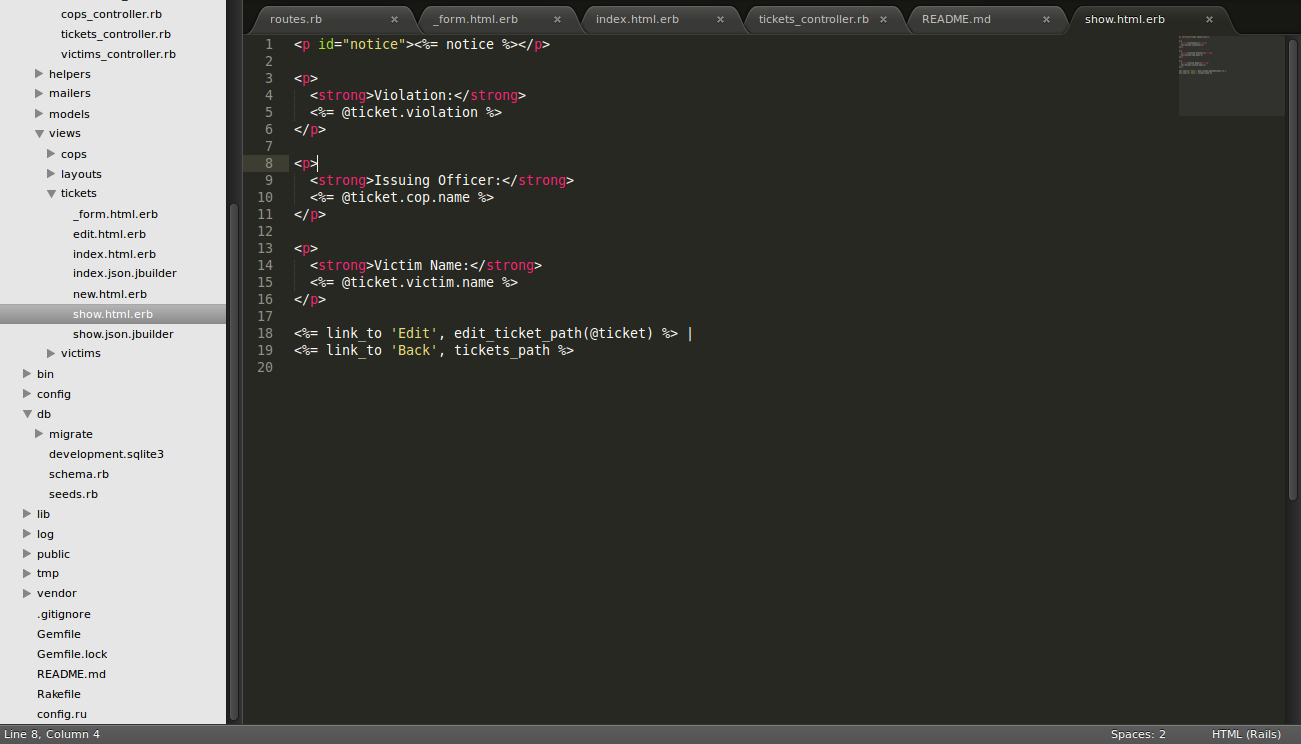 cops_controller.rb
tickets_controller.rb
victims_controller.rb
helpers
mailers
models
views
cops
layouts
tickets
_form.html.erb
edit.html.erb
index.html.erb
index.json.jbuilder
new.html.erb
show.html.erb
show.json.jbuilder
victims
bin
config
db
migrate
development.sqlite3
schema.rb
seeds.rb
lib
log
public
tmp
vendor
.gitignore
Gemfile
Gemfile.lock
README.md
Rakefile
config.ru
routes.rb × _form.html.erb × index.html.erb × tickets_controller.rb × README.md × show.html.erb ×
1 <p id="notice"><%= notice %></p>
2
3 <p>
4   <strong>Violation:</strong>
5   <%= @ticket.violation %>
6 </p>
7
8 <p>
9   <strong>Issuing Officer:</strong>
10   <%= @ticket.cop.name %>
11 </p>
12
13 <p>
14   <strong>Victim Name:</strong>
15   <%= @ticket.victim.name %>
16 </p>
17
18 <%= link_to 'Edit', edit_ticket_path(@ticket) %> |
19 <%= link_to 'Back', tickets_path %>
20
Line 8, Column 4 Spaces: 2 HTML (Rails)